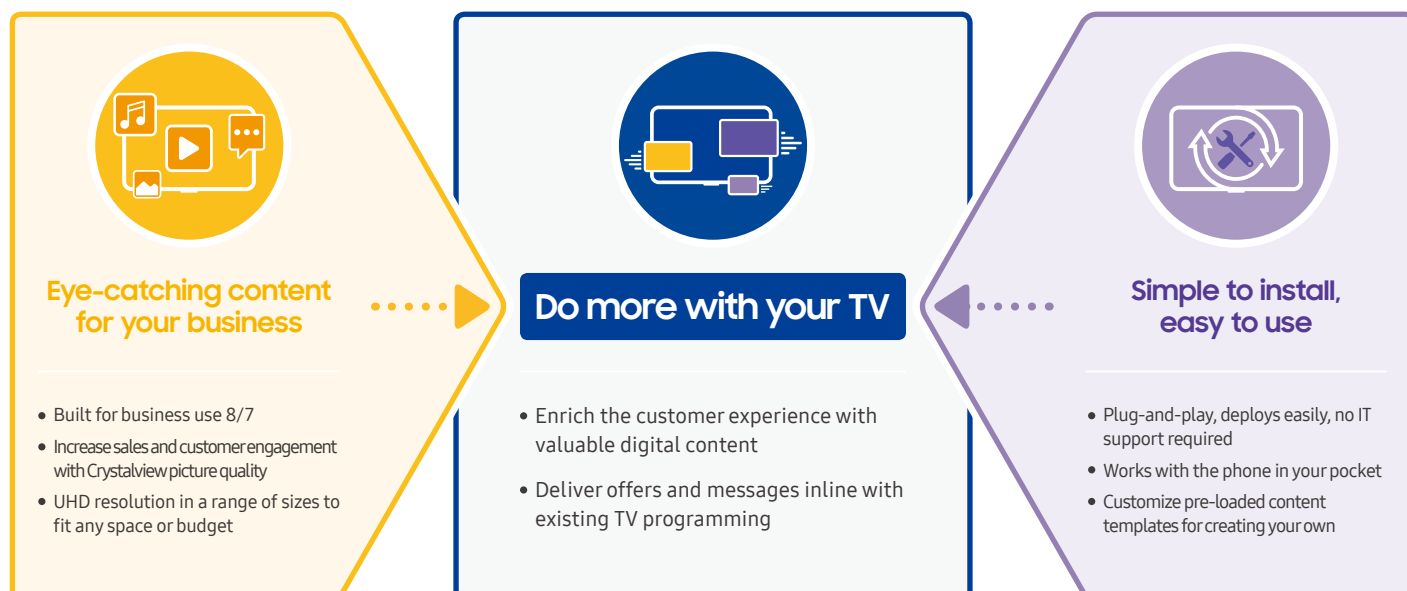 Eye-catching content
for your business
• Built for business use 8/7
• Increase sales and customer engagement
with Crystalview picture quality
• UHD resolution in a range of sizes to
fit any space or budget
Do more with your TV
• Enrich the customer experience with
valuable digital content
• Deliver offers and messages inline with
existing TV programming
Simple to install,
easy to use
• Plug-and-play, deploys easily, no IT
support required
• Works with the phone in your pocket
• Customize pre-loaded content
templates for creating your own